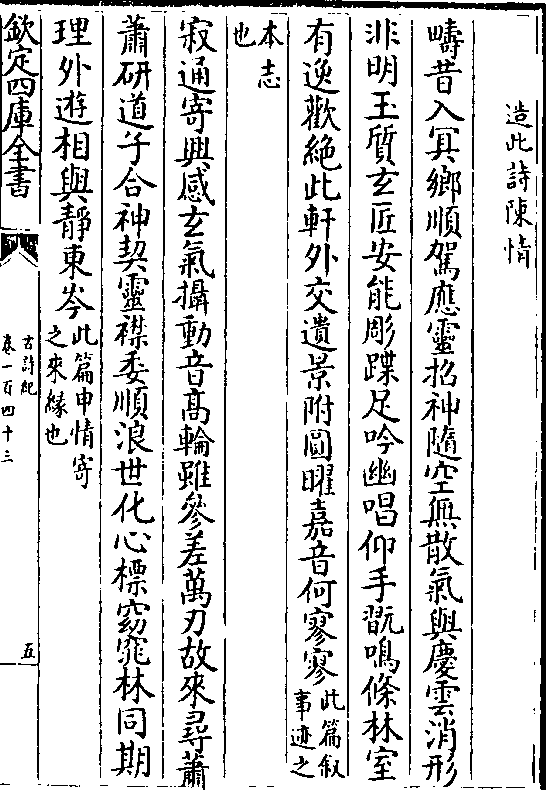 造此詩陳情
疇昔入冥鄉順駕應靈招神隨空無散氣與慶雲消形
非明玉質玄匠安能彫蹀足吟幽唱仰手翫鳴條林室
有逸歡絶此軒外交遺景附圓曜嘉音何寥寥此篇叙事迹之
本志也
寂通寄興感玄氣攝動音高輪雖參差萬刃故來尋蕭
蕭研道子合神契靈襟委順浪世化心標窈窕林同期
理外遊相與靜東岑此篇申情寄之來緣也
欽定四庫全書
古詩紀
卷一百四十三
五